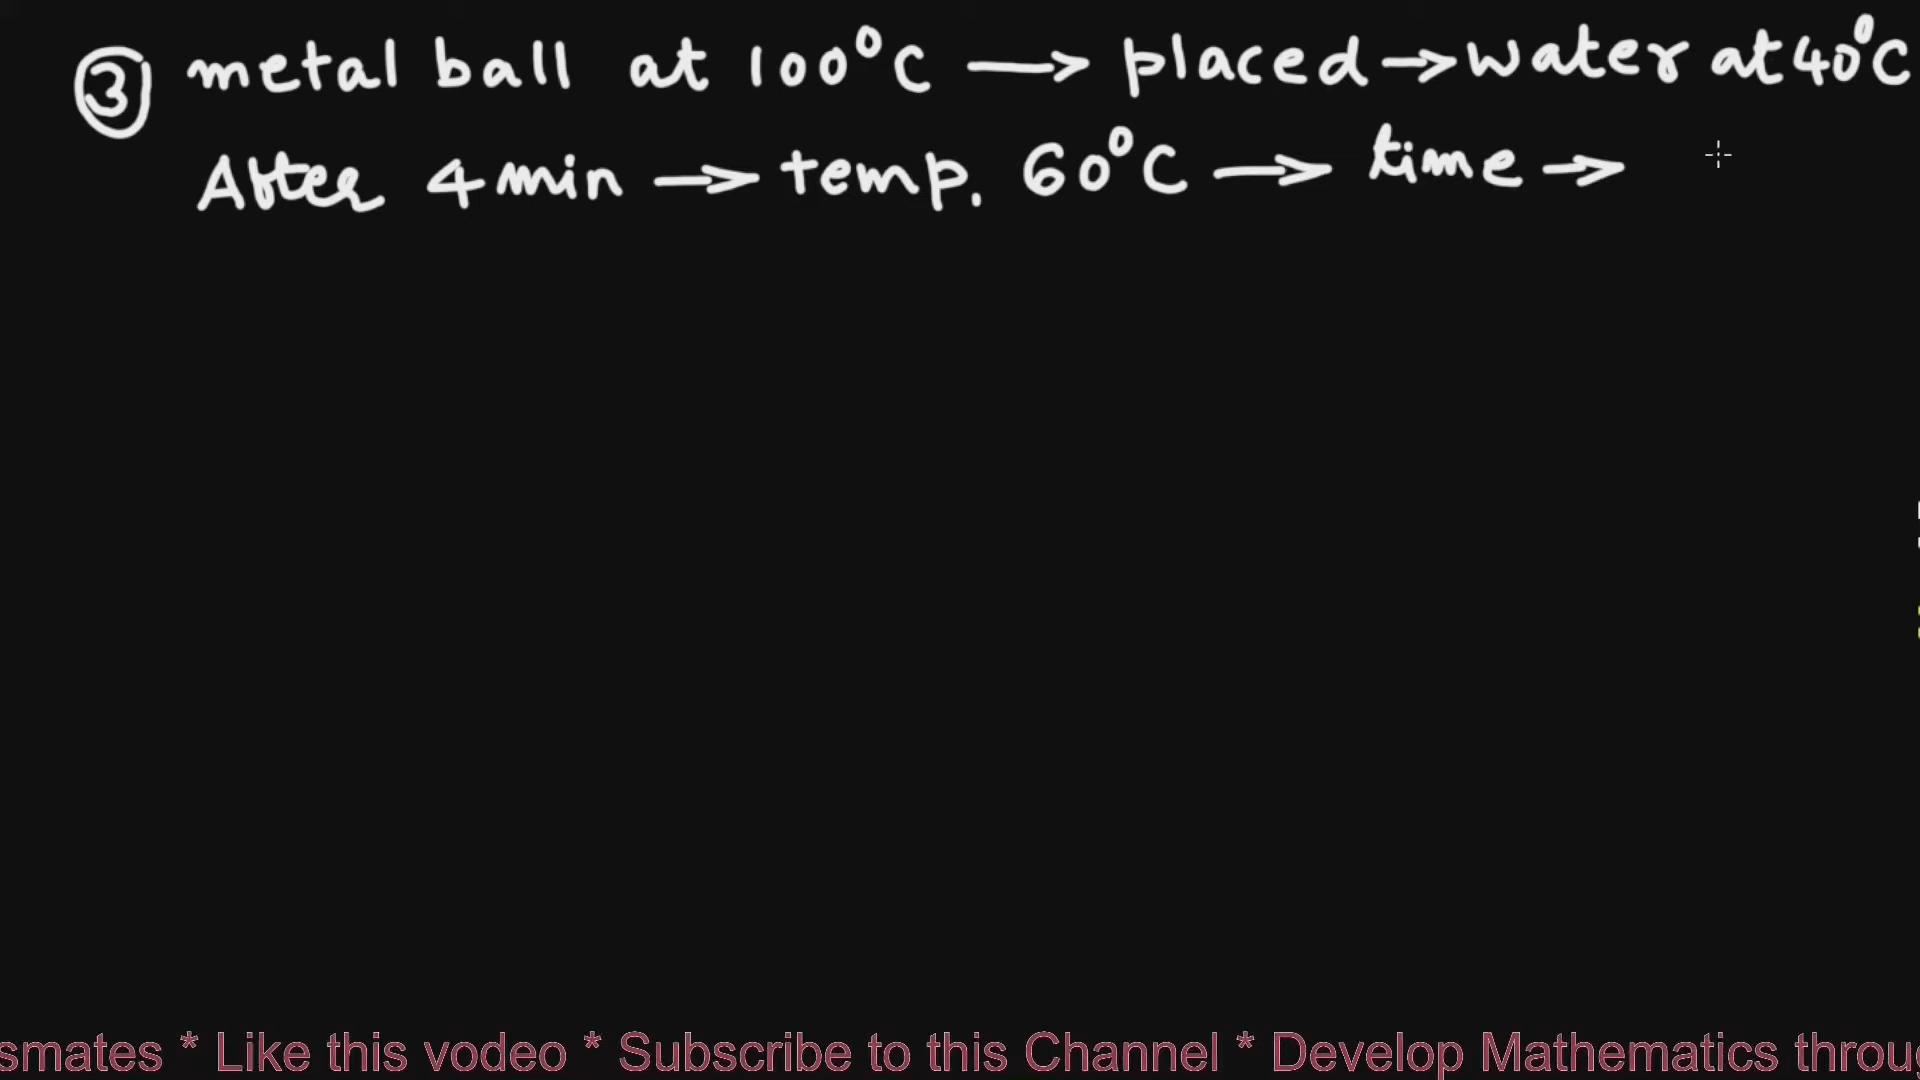 ③ metal ball at 100°C → placed → water at 40°C
After 4 min → temp. 60°C → time →
smates * Like this vodeo * Subscribe to this Channel * Develop Mathematics throug